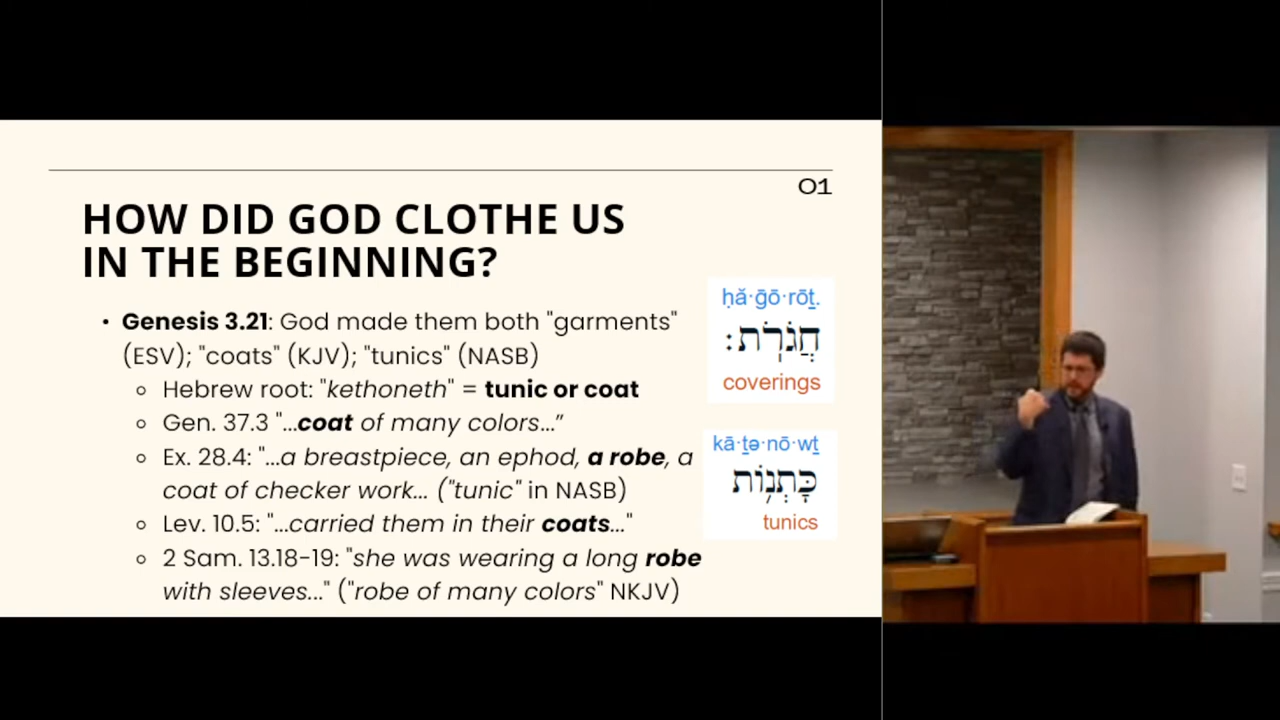 01
HOW DID GOD CLOTHE US
IN THE BEGINNING?
• Genesis 3.21: God made them both "garments"
(ESV); "coats" (KJV); "tunics" (NASB)
○ Hebrew root: "kethoneth" = tunic or coat
○ Gen. 37.3 "...coat of many colors...”
○ Ex. 28.4: "...a breastpiece, an ephod, a robe, a
coat of checker work... ("tunic" in NASB)
○ Lev. 10.5: "...carried them in their coats..."
○ 2 Sam. 13.18-19: "she was wearing a long robe
with sleeves..." ("robe of many colors" NKJV)
ḥă·ḡō·rōṯ.
חֲגֹרֹֽת׃
coverings
kā·ṯə·nō·wṯ
כָּתְנ֥וֹת
tunics